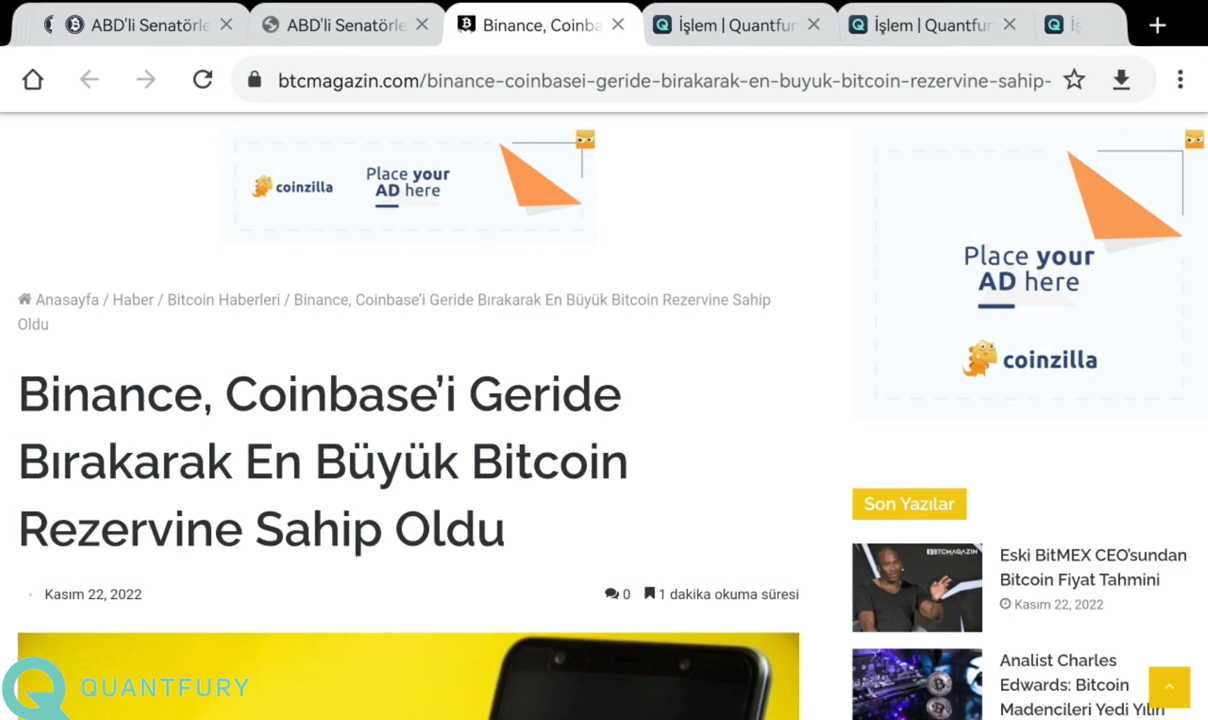 ABD'li Senatörle
ABD'li Senatörle
Binance, Coinba
İşlem | Quantfur
İşlem | Quantfur
İş
btcmagazin.com/binance-coinbasei-geride-birakarak-en-buyuk-bitcoin-rezervine-sahip-
coinzilla
Place your
AD here
Place your
AD here
coinzilla
Anasayfa / Haber / Bitcoin Haberleri / Binance, Coinbase'i Geride Bırakarak En Büyük Bitcoin Rezervine Sahip
Oldu
Binance, Coinbase'i Geride
Bırakarak En Büyük Bitcoin
Rezervine Sahip Oldu
Kasım 22, 2022
0
1 dakika okuma süresi
Son Yazılar
BTCMAGAZIN
Eski BitMEX CEO'sundan
Bitcoin Fiyat Tahmini
Kasım 22, 2022
Analist Charles
Edwards: Bitcoin
Madencileri Yedi Yılın
QUANTFURY